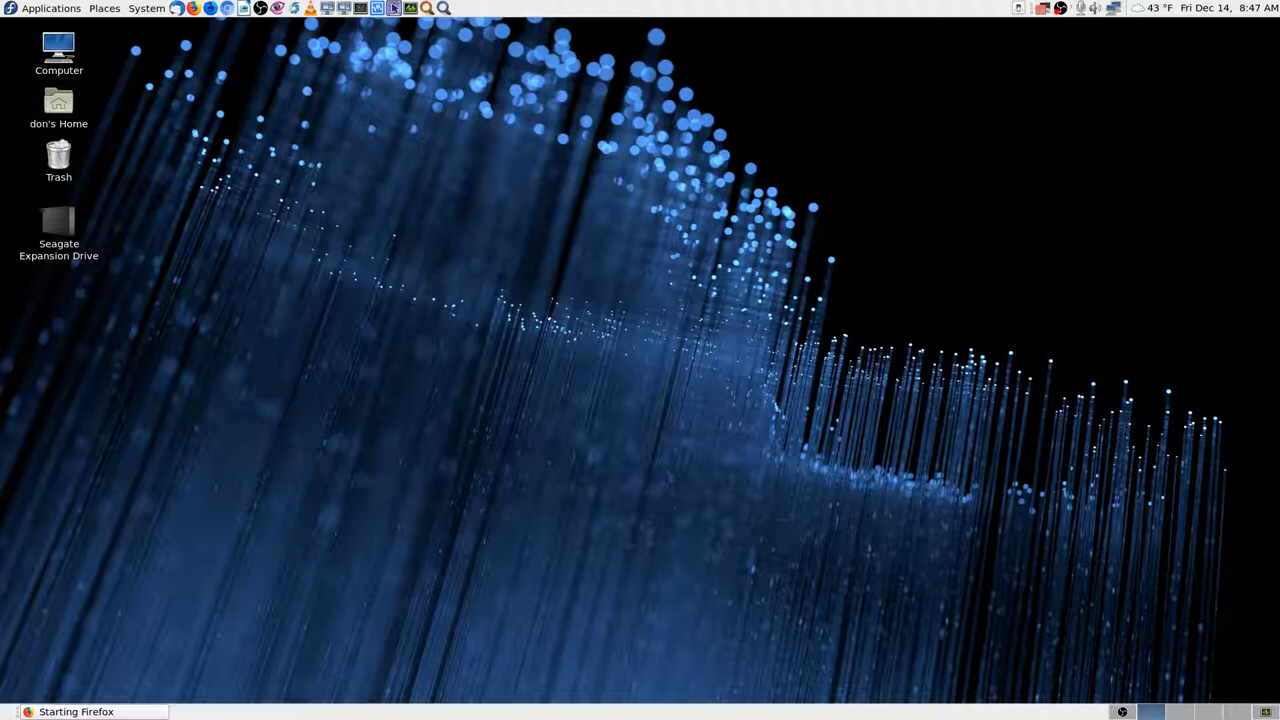 Applications Places System 43 °F Fri Dec 14, 8:47 AM
Computer
don's Home
Trash
Seagate
Expansion Drive
Starting Firefox